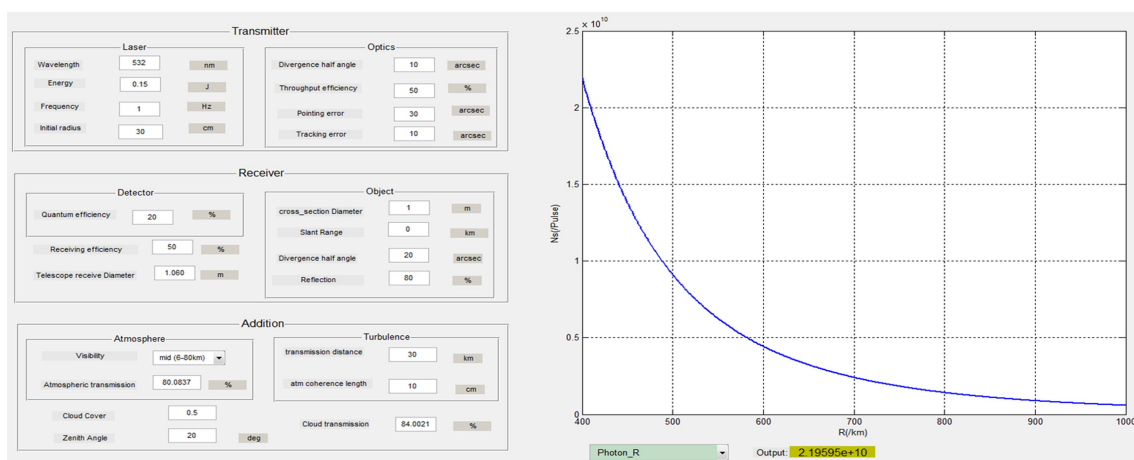 Transmitter
Laser
Wavelength 532 nm
Energy 0.15 J
Frequency 1 Hz
Initial radius 30 cm
Optics
Divergence half angle 10 arcsec
Throughput efficiency 50 %
Pointing error 30 arcsec
Tracking error 10 arcsec
Receiver
Detector
Quantum efficiency 20 %
Receiving efficiency 50 %
Telescope receive Diameter 1.060 m
Object
cross_section Diameter 1 m
Slant Range 0 km
Divergence half angle 20 arcsec
Reflection 80 %
Addition
Atmosphere
Visibility mid (6-80km)
Atmospheric transmission 80.0837 %
Cloud Cover 0.5
Zenith Angle 20 deg
Turbulence
transmission distance 30 km
atm coherence length 10 cm
Cloud transmission 84.0021 %
× 10^10
2.5
2
1.5
1
0.5
0
Ns(/Pulse)
400 500 600 700 800 900 1000
R(/km)
Photon_R Output: 2.19595e+10